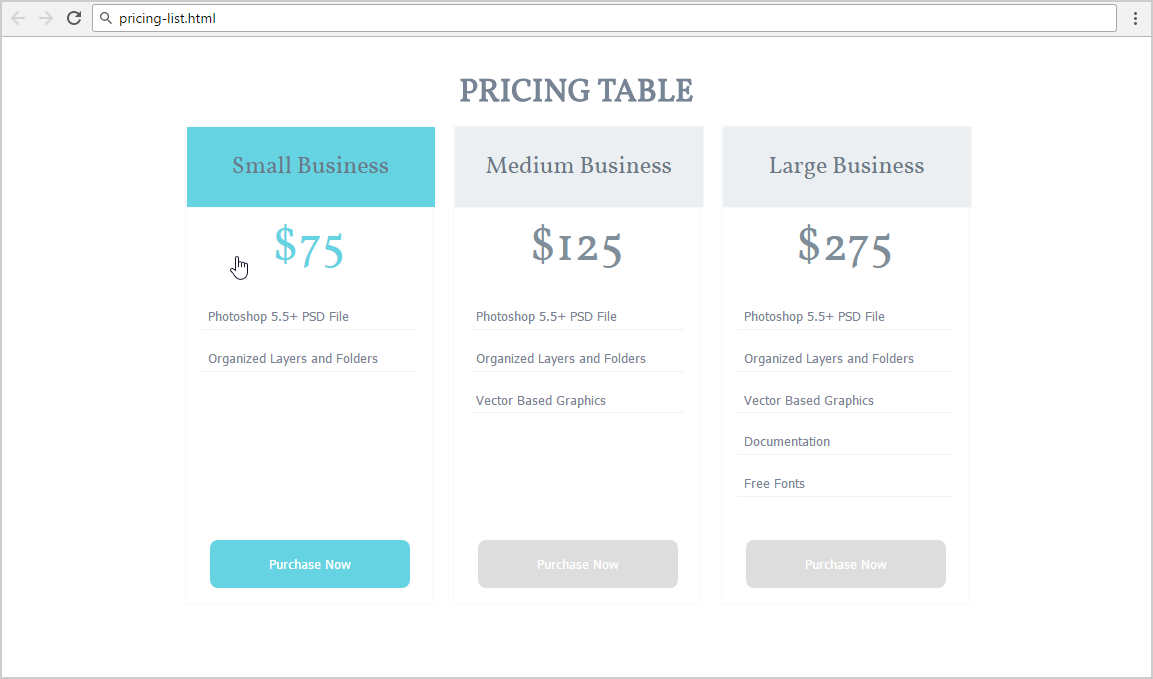 pricing-list.html
PRICING TABLE
Small Business
$75
Photoshop 5.5+ PSD File
Organized Layers and Folders
Purchase Now
Medium Business
$125
Photoshop 5.5+ PSD File
Organized Layers and Folders
Vector Based Graphics
Purchase Now
Large Business
$275
Photoshop 5.5+ PSD File
Organized Layers and Folders
Vector Based Graphics
Documentation
Free Fonts
Purchase Now